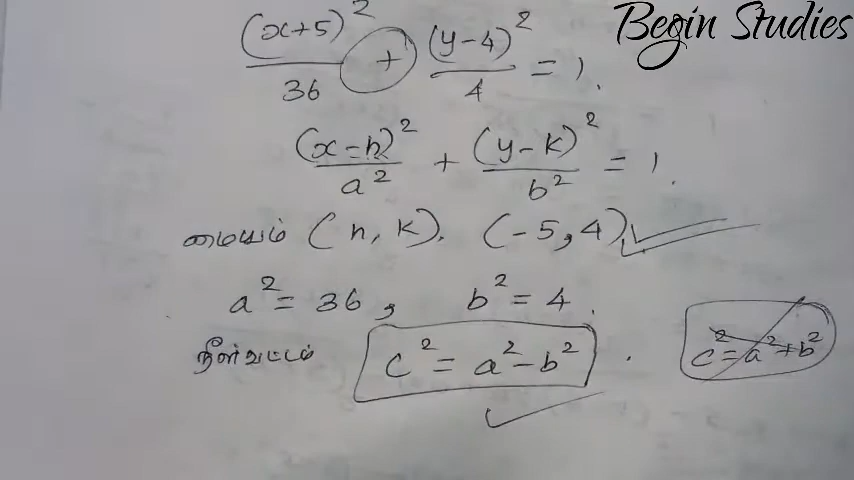 Begin Studies
(x+5)²/36 + (y-4)²/4 = 1.
(x-h)²/a² + (y-k)²/b² = 1.
மையம் (h, k). (-5, 4)
a² = 36, b² = 4.
நீள்வட்டம் c² = a² - b². c² = a² + b²